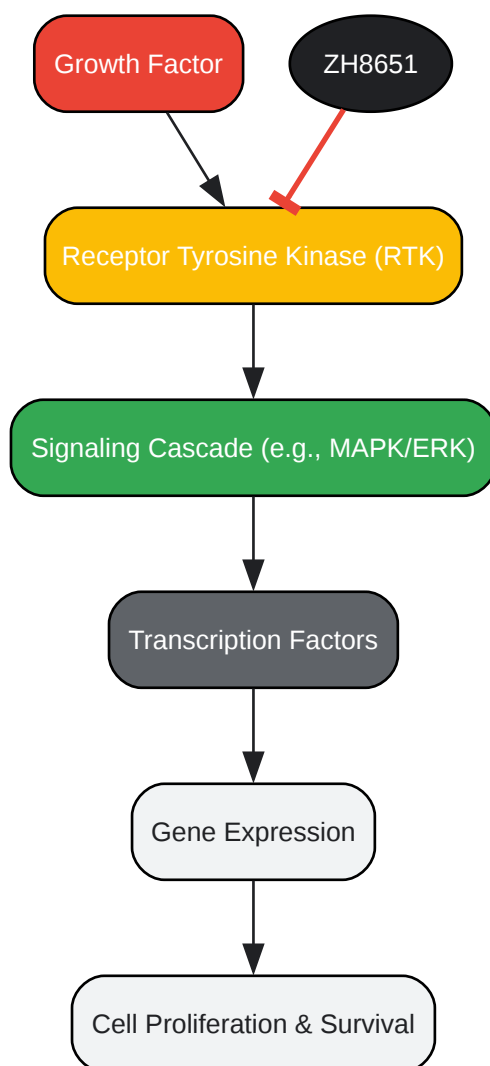 Growth Factor
ZH8651
Receptor Tyrosine Kinase (RTK)
Signaling Cascade (e.g., MAPK/ERK)
Transcription Factors
Gene Expression
Cell Proliferation & Survival